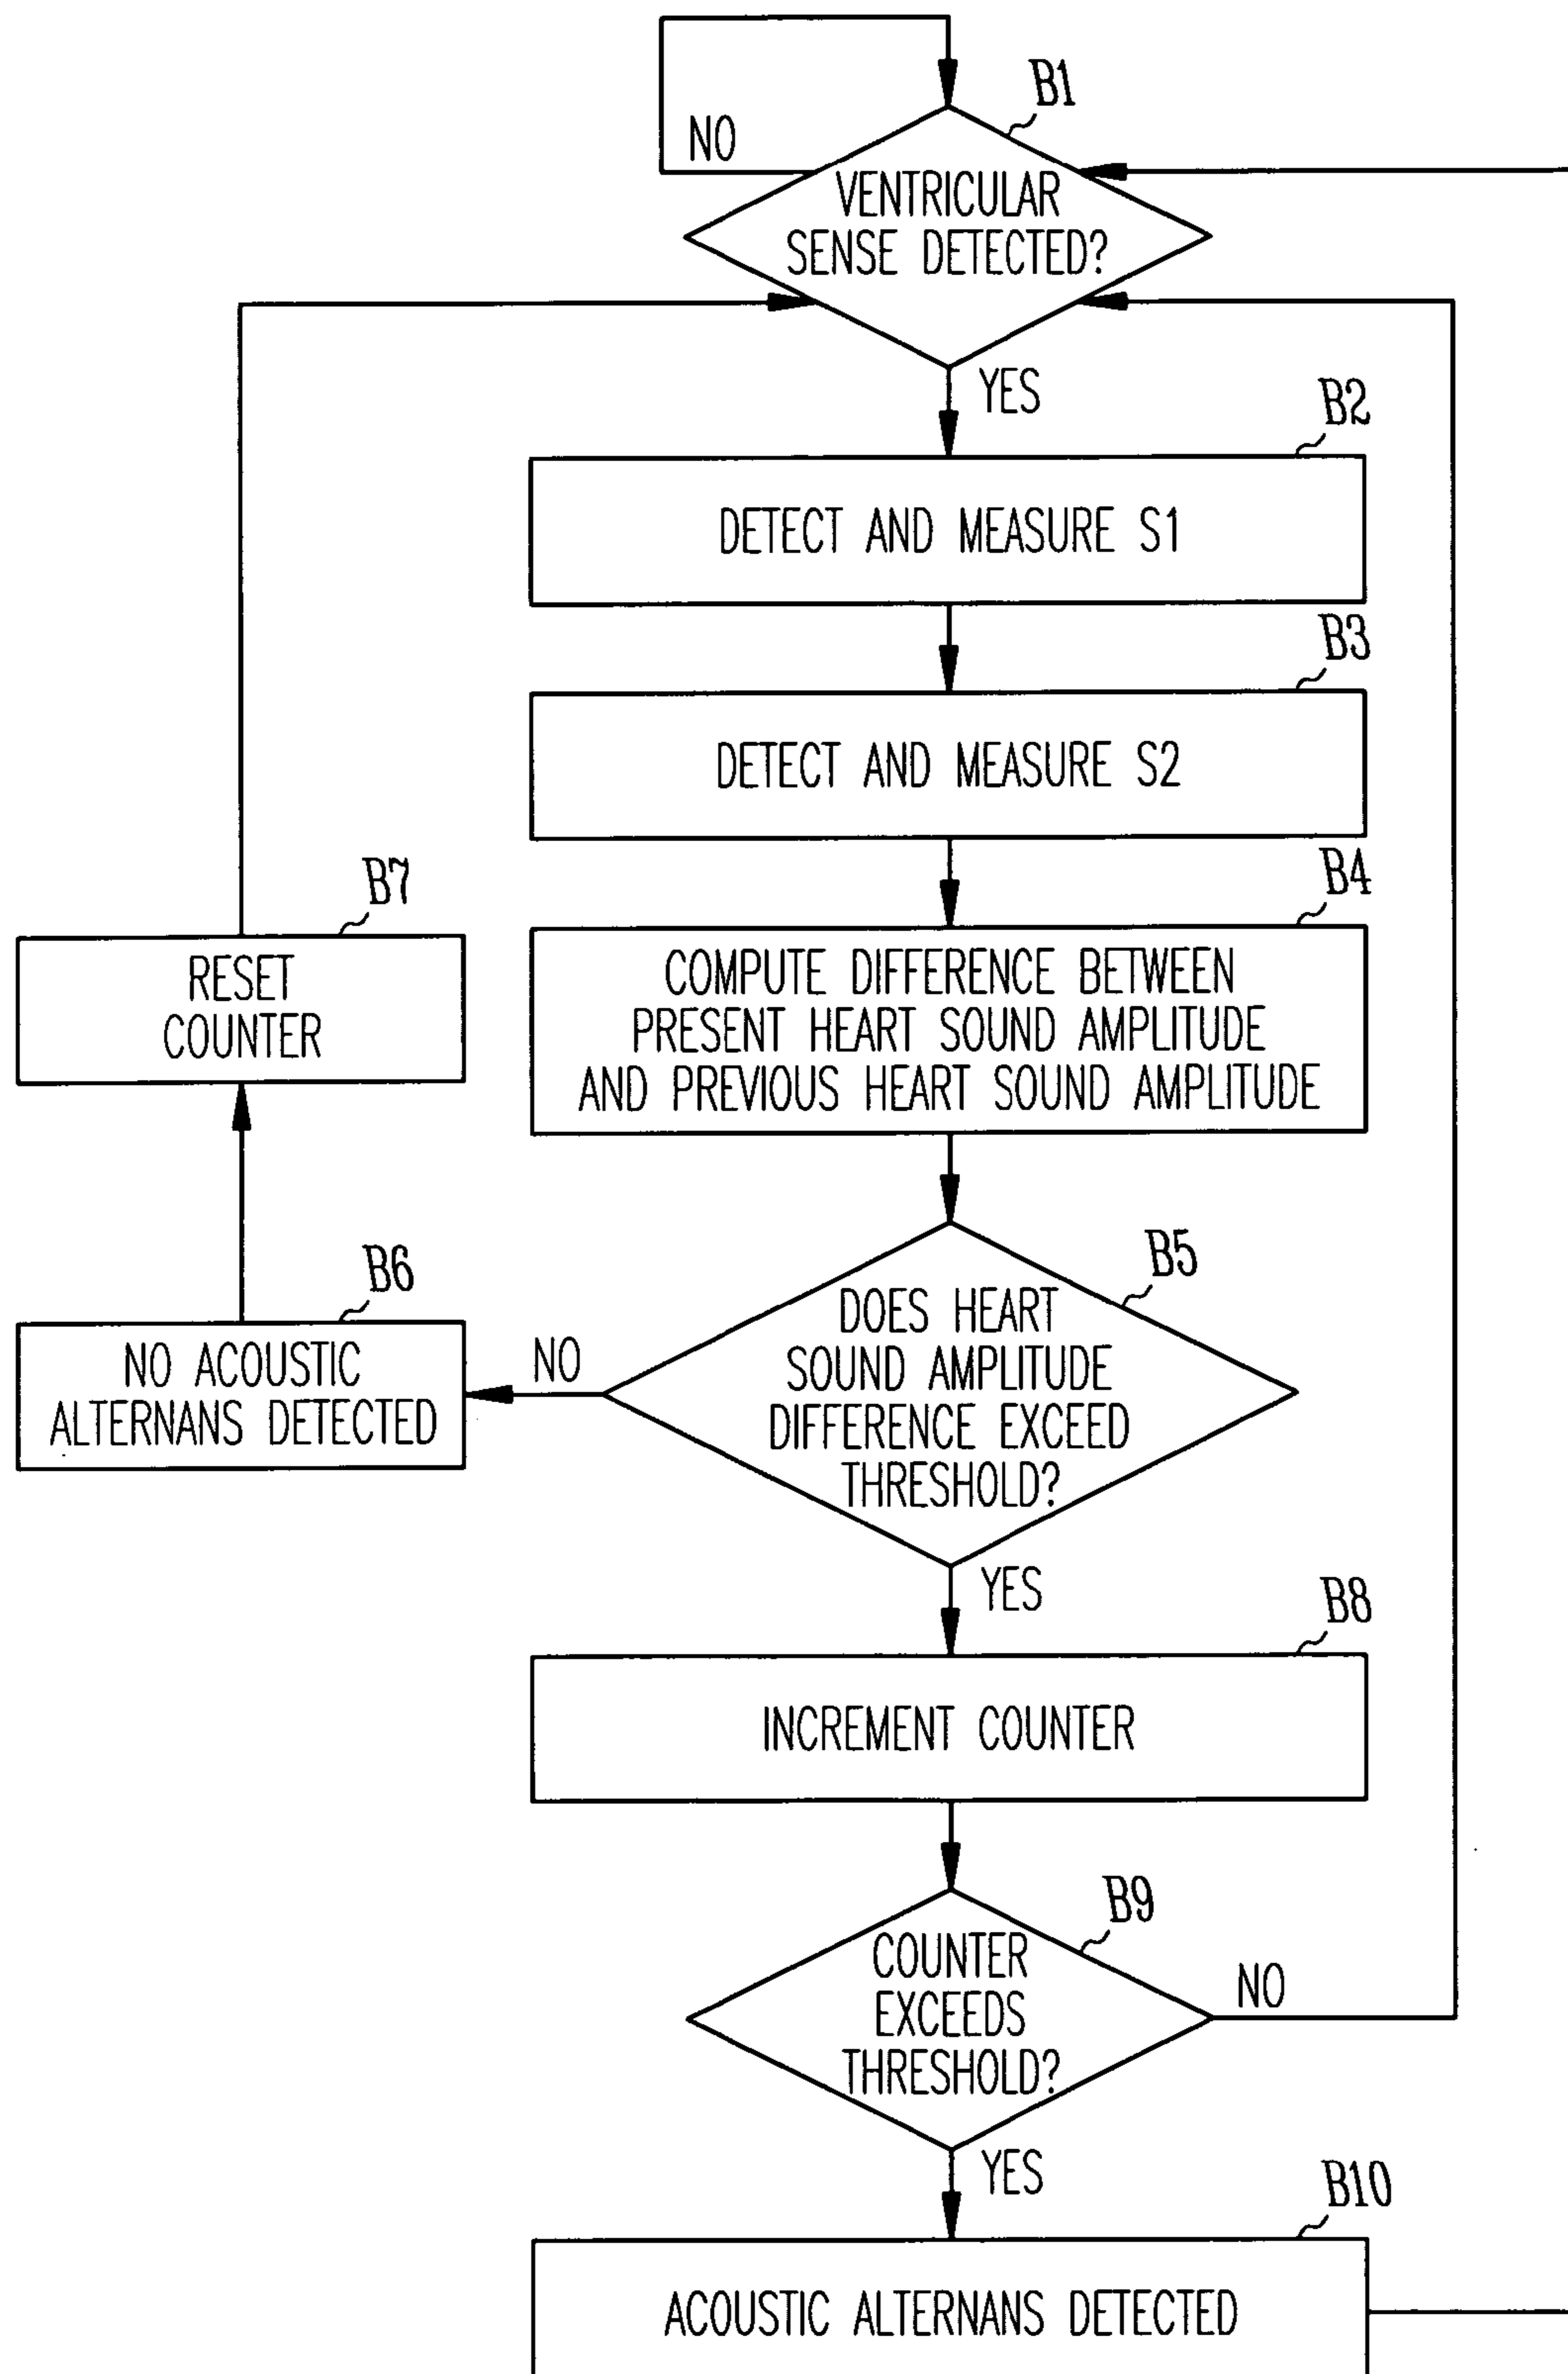 B1
NO
VENTRICULAR
SENSE DETECTED?
YES
B2
DETECT AND MEASURE S1
B3
DETECT AND MEASURE S2
B4
COMPUTE DIFFERENCE BETWEEN
PRESENT HEART SOUND AMPLITUDE
AND PREVIOUS HEART SOUND AMPLITUDE
B7
RESET
COUNTER
B5
DOES HEART
SOUND AMPLITUDE
DIFFERENCE EXCEED
THRESHOLD?
NO
B6
NO ACOUSTIC
ALTERNANS DETECTED
YES
B8
INCREMENT COUNTER
B9
COUNTER
EXCEEDS
THRESHOLD?
NO
YES
B10
ACOUSTIC ALTERNANS DETECTED